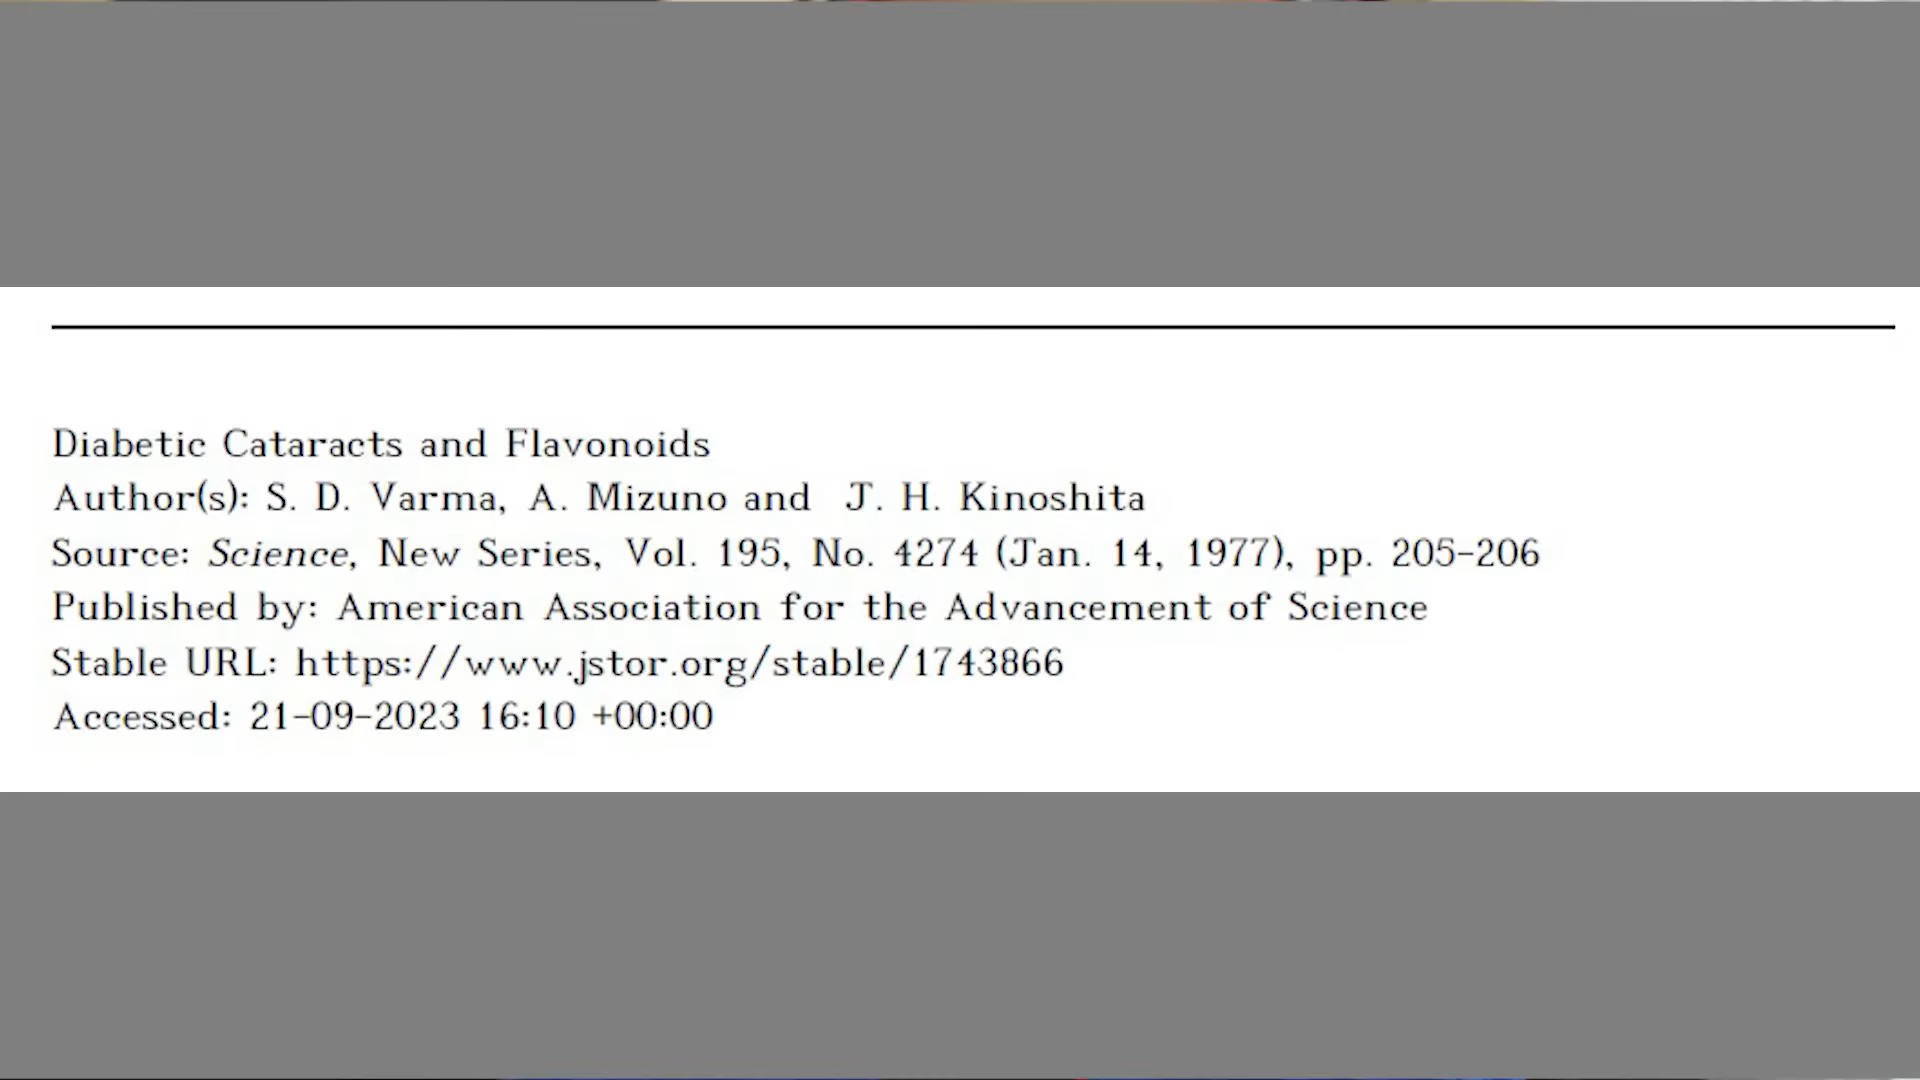 Diabetic Cataracts and Flavonoids
Author(s): S. D. Varma, A. Mizuno and J. H. Kinoshita
Source: Science, New Series, Vol. 195, No. 4274 (Jan. 14, 1977), pp. 205-206
Published by: American Association for the Advancement of Science
Stable URL: https://www.jstor.org/stable/1743866
Accessed: 21-09-2023 16:10 +00:00